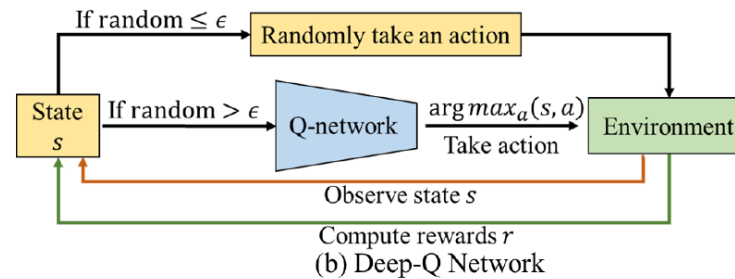 If random ≤ ϵ
Randomly take an action
State
s
If random > ϵ
Q-network
arg max_a(s, a)
Take action
Environment
Observe state s
Compute rewards r
(b) Deep-Q Network